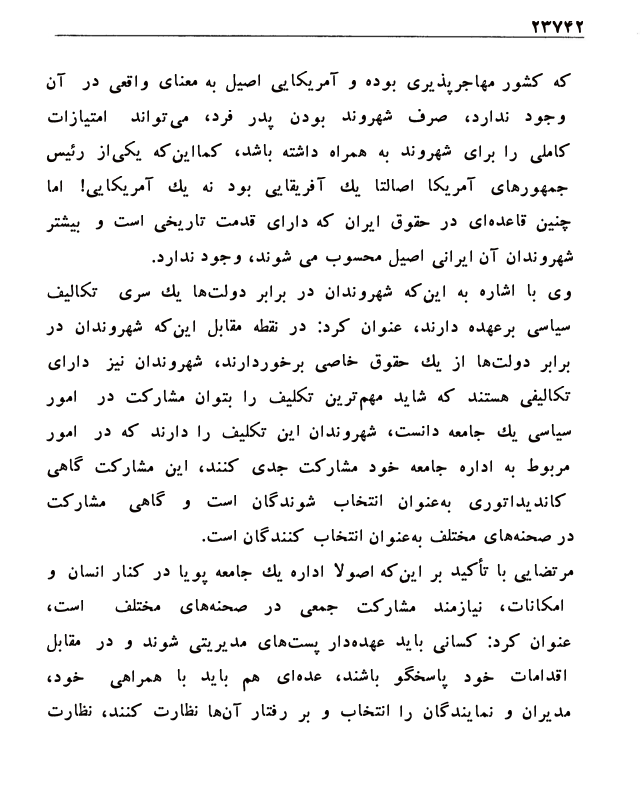 ۲۳۷۴۲
که کشور مهاجرپذیری بوده و آمریکایی اصیل به معنای واقعی در آن
وجود ندارد، صرف شهروند بودن پدر فرد، می‌تواند امتیازات
کاملی را برای شهروند به همراه داشته باشد، کمااین‌که یکی‌از رئیس
جمهورهای آمریکا اصالتا یك آفریقایی بود نه یك آمریکایی! اما
چنین قاعده‌ای در حقوق ایران که دارای قدمت تاریخی است و بیشتر
شهروندان آن ایرانی اصیل محسوب می شوند، وجود ندارد.
وی با اشاره به این‌که شهروندان در برابر دولت‌ها یك سری تکالیف
سیاسی برعهده دارند، عنوان کرد: در نقطه مقابل این‌که شهروندان در
برابر دولت‌ها از یك حقوق خاصی برخوردارند، شهروندان نیز دارای
تکالیفی هستند که شاید مهم‌ترین تکلیف را بتوان مشارکت در امور
سیاسی یك جامعه دانست، شهروندان این تکلیف را دارند که در امور
مربوط به اداره جامعه خود مشارکت جدی کنند، این مشارکت گاهی
کاندیداتوری به‌عنوان انتخاب شوندگان است و گاهی مشارکت
در صحنه‌های مختلف به‌عنوان انتخاب کنندگان است.
مرتضایی با تأکید بر این‌که اصولا اداره یك جامعه پویا در کنار انسان و
امکانات، نیازمند مشارکت جمعی در صحنه‌های مختلف است،
عنوان کرد: کسانی باید عهده‌دار پست‌های مدیریتی شوند و در مقابل
اقدامات خود پاسخگو باشند، عده‌ای هم باید با همراهی خود،
مدیران و نمایندگان را انتخاب و بر رفتار آن‌ها نظارت کنند، نظارت